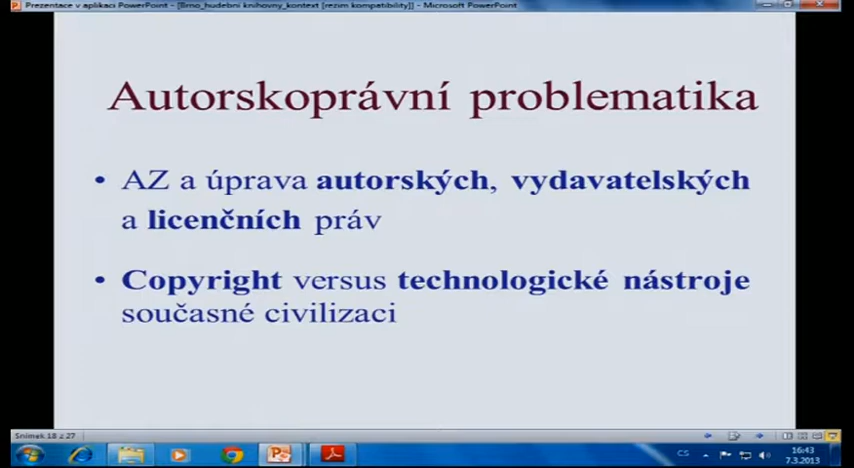 Prezentace v aplikaci PowerPoint - [Brno_hudební knihovny_kontext [režim kompatibility]] - Microsoft PowerPoint
Autorskoprávní problematika
• AZ a úprava autorských, vydavatelských
a licenčních práv
• Copyright versus technologické nástroje
současné civilizaci
Snímek 18 z 27
CS
16:43
7.3.2013